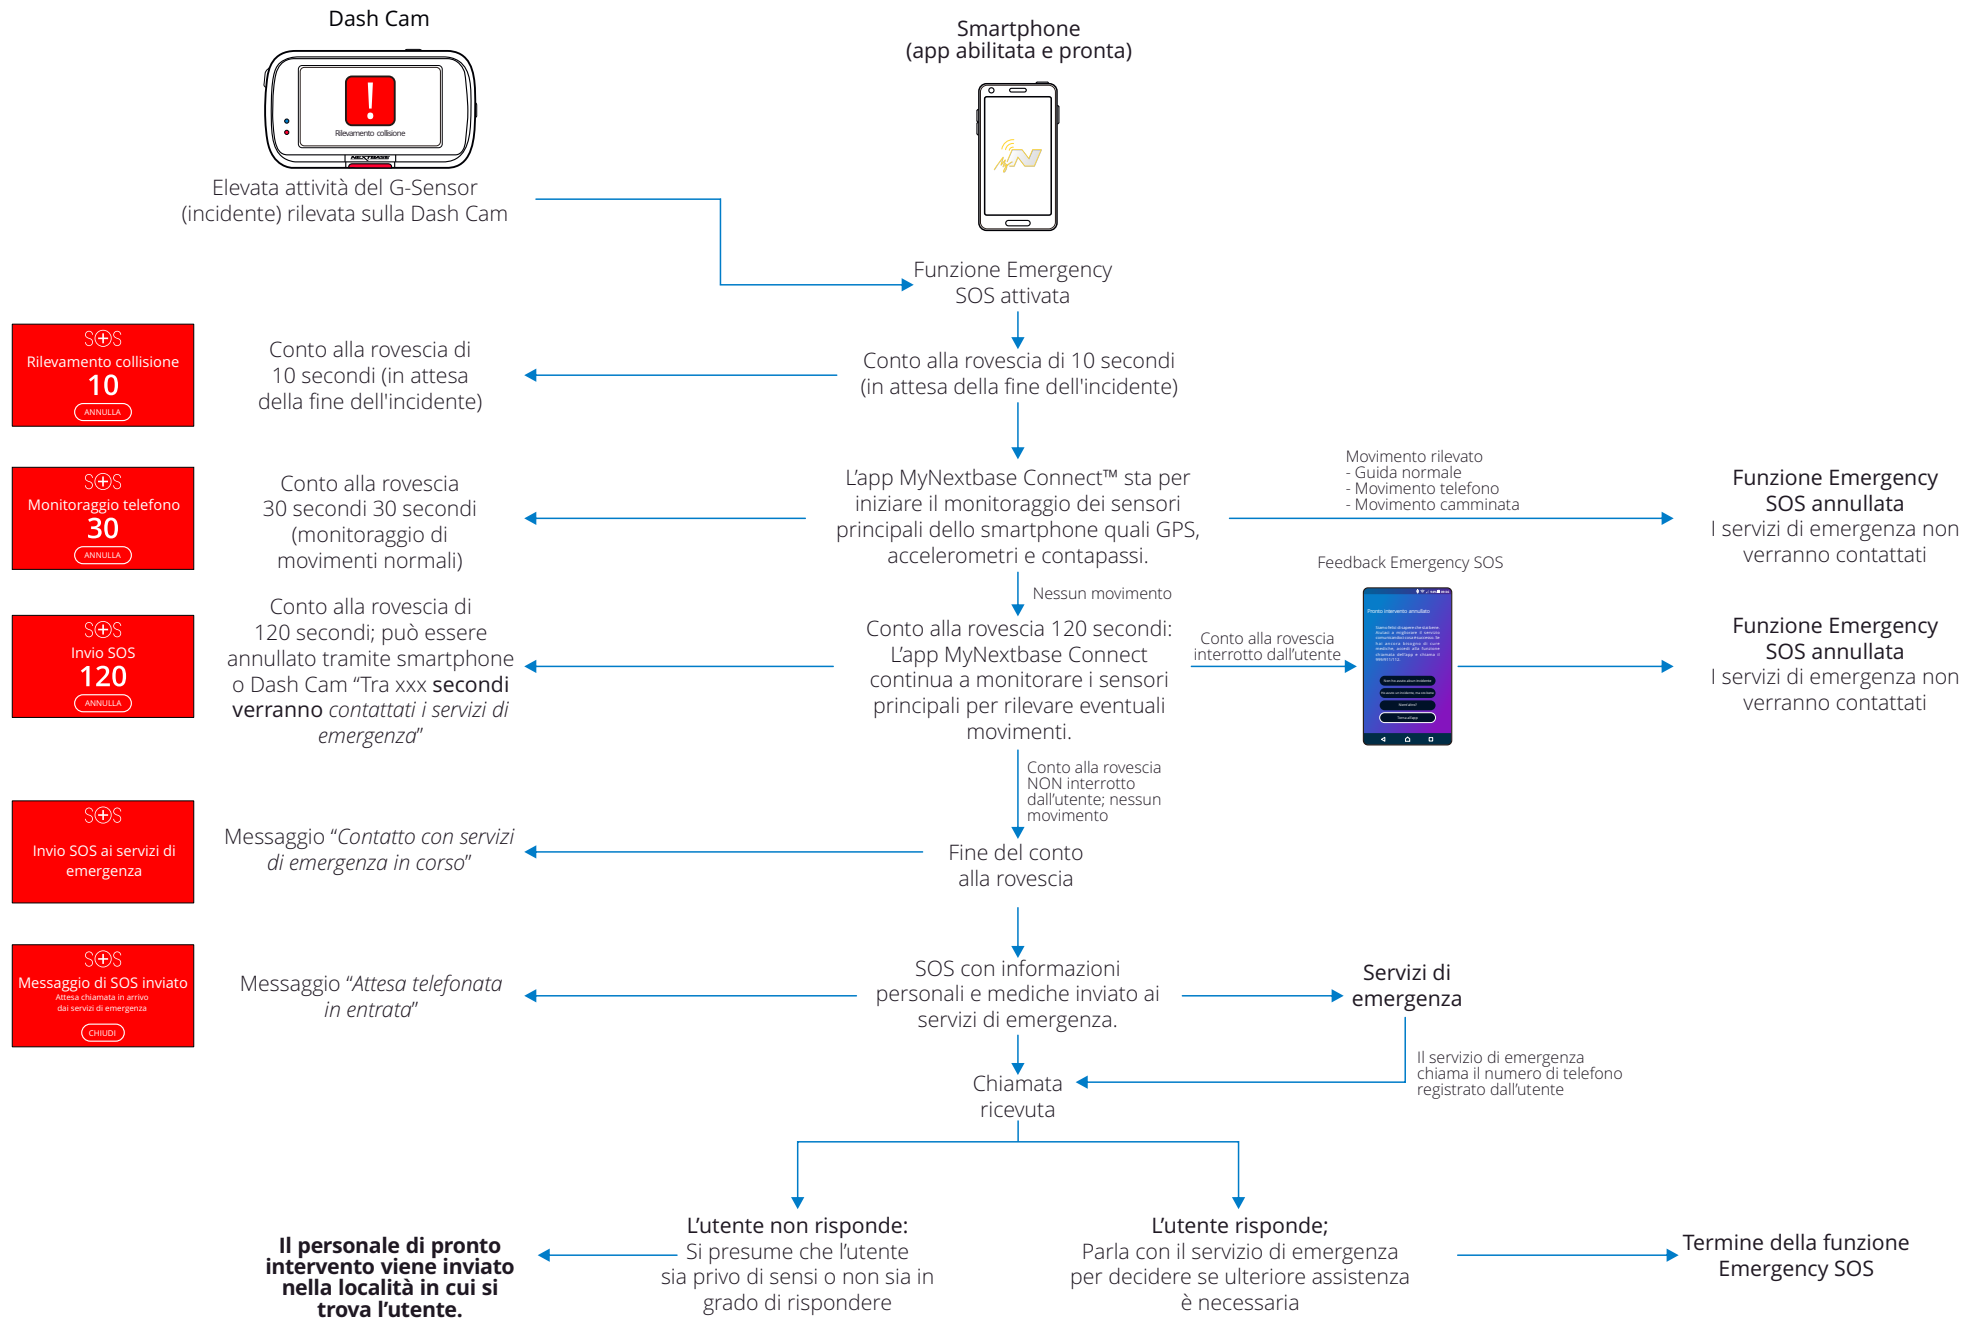 Dash Cam
Smartphone
(app abilitata e pronta)
!
Rilevamento collisione
NEXTBASE
Elevata attività del G-Sensor
(incidente) rilevata sulla Dash Cam
Funzione Emergency
SOS attivata
SOS
Rilevamento collisione
10
ANNULLA
Conto alla rovescia di
10 secondi (in attesa
della fine dell'incidente)
Conto alla rovescia di 10 secondi
(in attesa della fine dell'incidente)
SOS
Monitoraggio telefono
30
ANNULLA
Conto alla rovescia
30 secondi 30 secondi
(monitoraggio di
movimenti normali)
L'app MyNextbase Connect™ sta per
iniziare il monitoraggio dei sensori
principali dello smartphone quali GPS,
accelerometri e contapassi.
Movimento rilevato
- Guida normale
- Movimento telefono
- Movimento camminata
Funzione Emergency
SOS annullata
I servizi di emergenza non
verranno contattati
Nessun movimento
Feedback Emergency SOS
SOS
Invio SOS
120
ANNULLA
Conto alla rovescia di
120 secondi; può essere
annullato tramite smartphone
o Dash Cam “Tra xxx secondi
verranno contattati i servizi di
emergenza”
Conto alla rovescia 120 secondi:
L'app MyNextbase Connect
continua a monitorare i sensori
principali per rilevare eventuali
movimenti.
Conto alla rovescia
interrotto dall'utente
Pronto intervento annullato
Torna all'app
Funzione Emergency
SOS annullata
I servizi di emergenza non
verranno contattati
Conto alla rovescia
NON interrotto
dall'utente; nessun
movimento
SOS
Invio SOS ai servizi di
emergenza
Messaggio “Contatto con servizi
di emergenza in corso”
Fine del conto
alla rovescia
SOS
Messaggio di SOS inviato
Attesa chiamata in arrivo
dai servizi di emergenza
CHIUDI
Messaggio “Attesa telefonata
in entrata”
SOS con informazioni
personali e mediche inviato ai
servizi di emergenza.
Servizi di
emergenza
Il servizio di emergenza
chiama il numero di telefono
registrato dall'utente
Chiamata
ricevuta
Il personale di pronto
intervento viene inviato
nella località in cui si
trova l'utente.
L'utente non risponde:
Si presume che l'utente
sia privo di sensi o non sia in
grado di rispondere
L'utente risponde;
Parla con il servizio di emergenza
per decidere se ulteriore assistenza
è necessaria
Termine della funzione
Emergency SOS